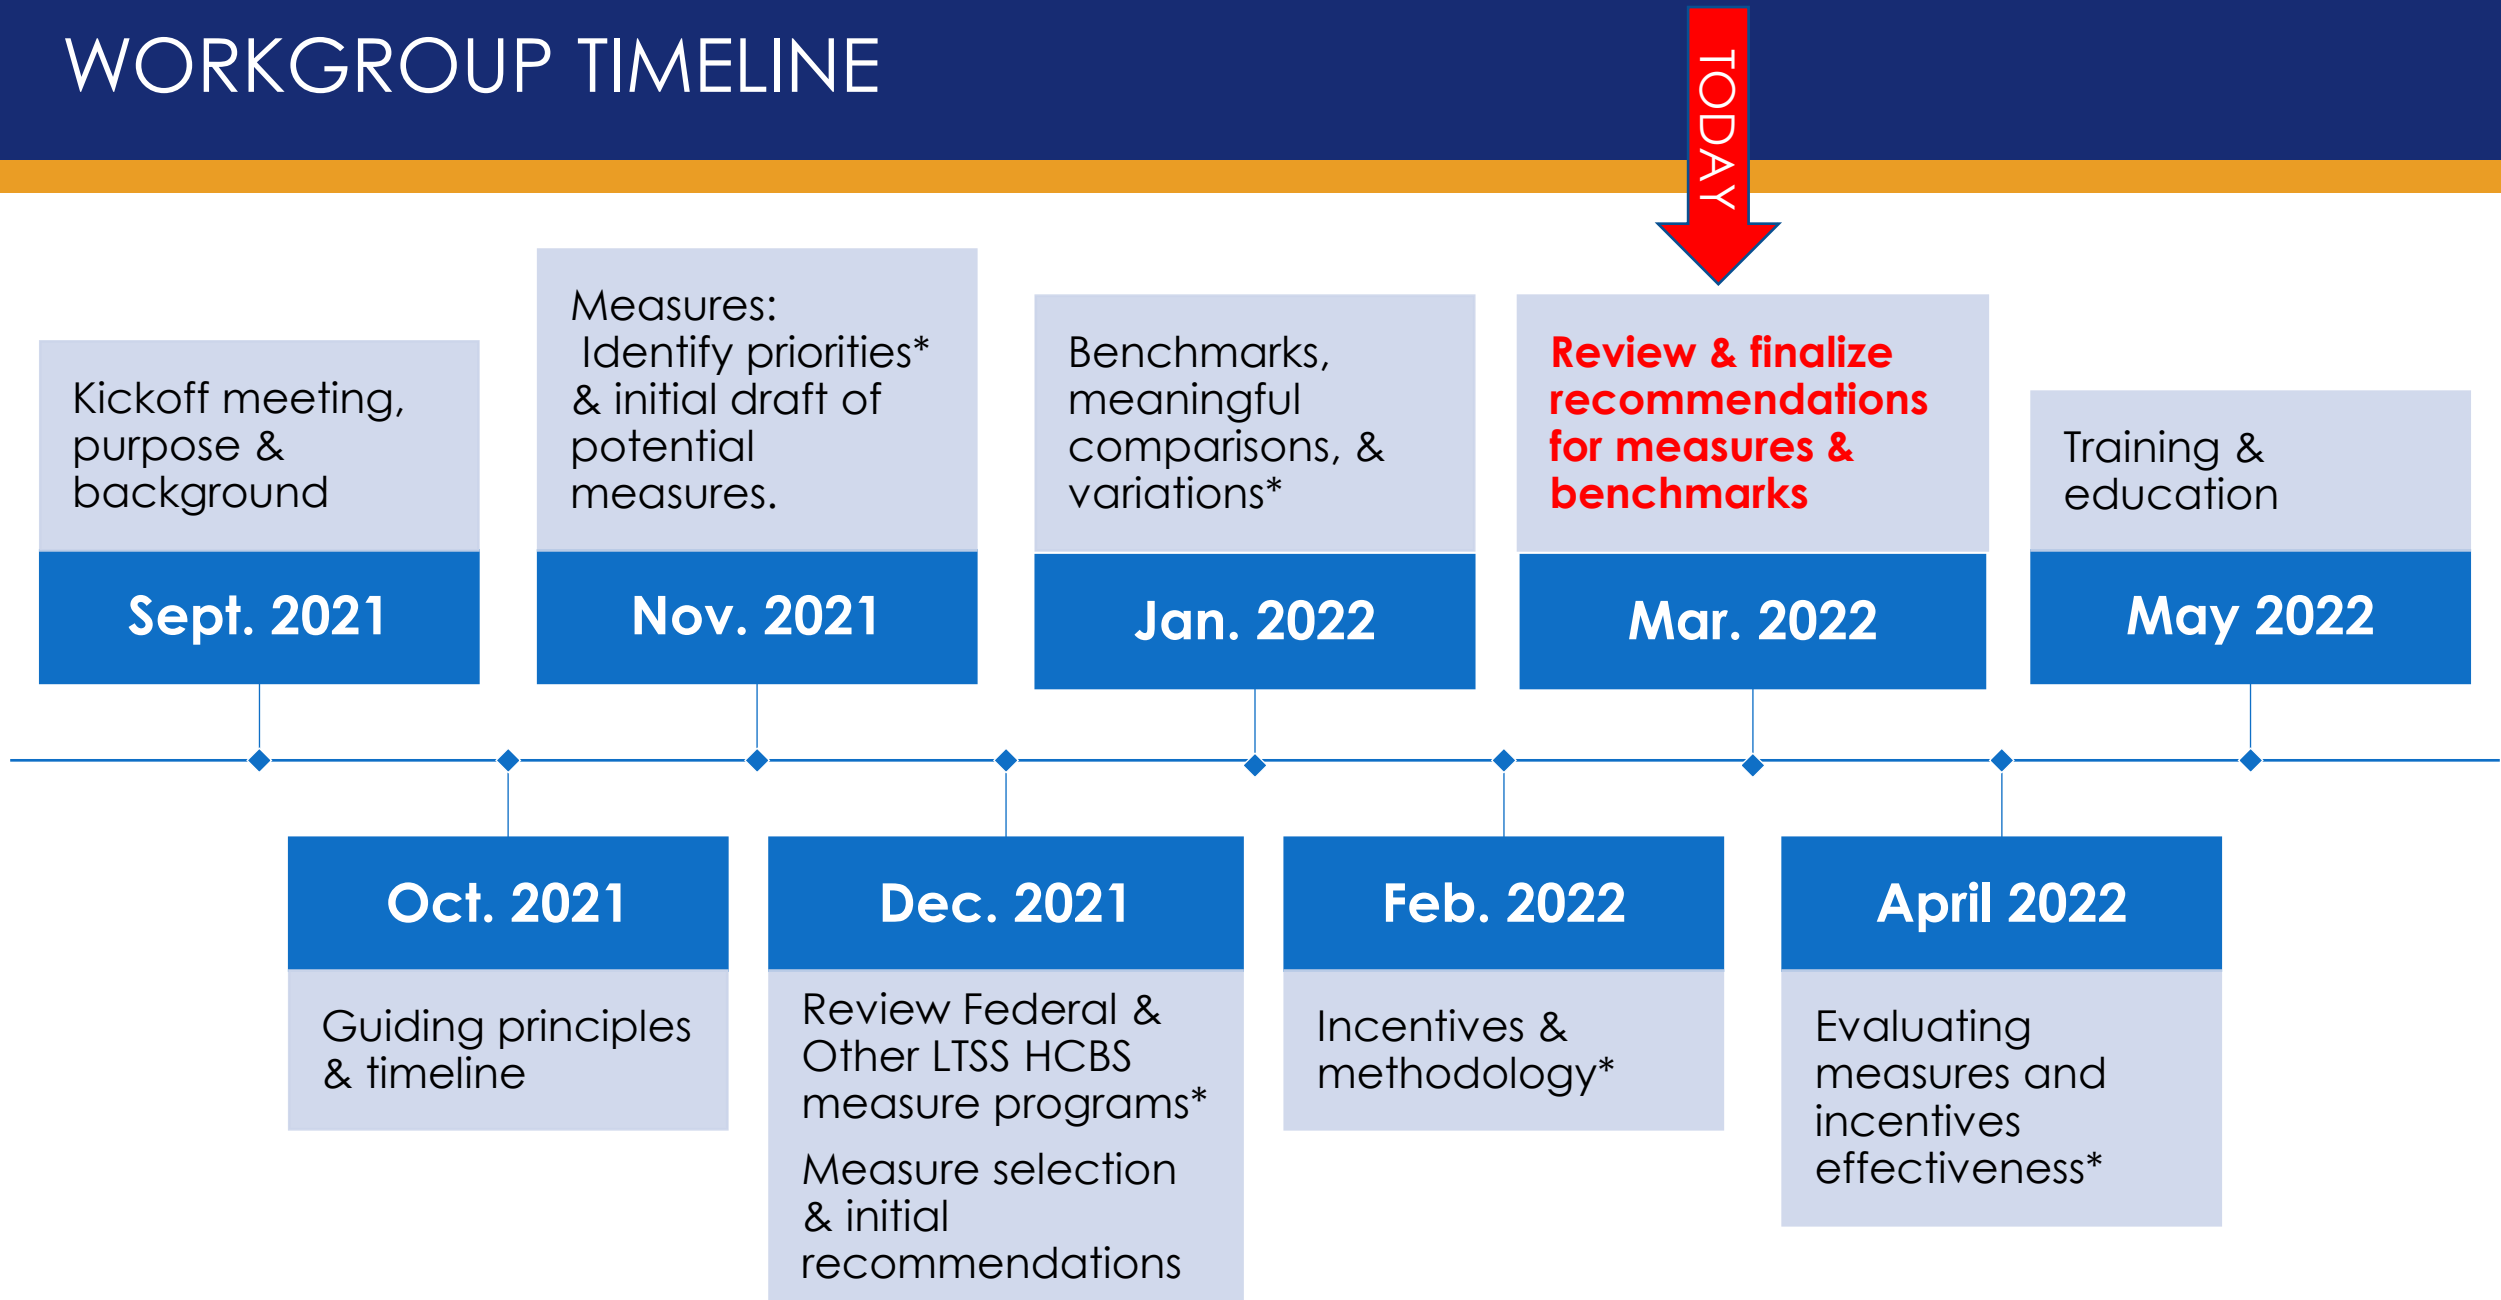 WORKGROUP TIMELINE
TODAY
Kickoff meeting,
purpose &
background
Sept. 2021
Measures:
Identify priorities*
& initial draft of
potential
measures.
Nov. 2021
Benchmarks,
meaningful
comparisons, &
variations*
Jan. 2022
Review & finalize
recommendations
for measures &
benchmarks
Mar. 2022
Training &
education
May 2022
Oct. 2021
Guiding principles
& timeline
Dec. 2021
Review Federal &
Other LTSS HCBS
measure programs*
Measure selection
& initial
recommendations
Feb. 2022
Incentives &
methodology*
April 2022
Evaluating
measures and
incentives
effectiveness*